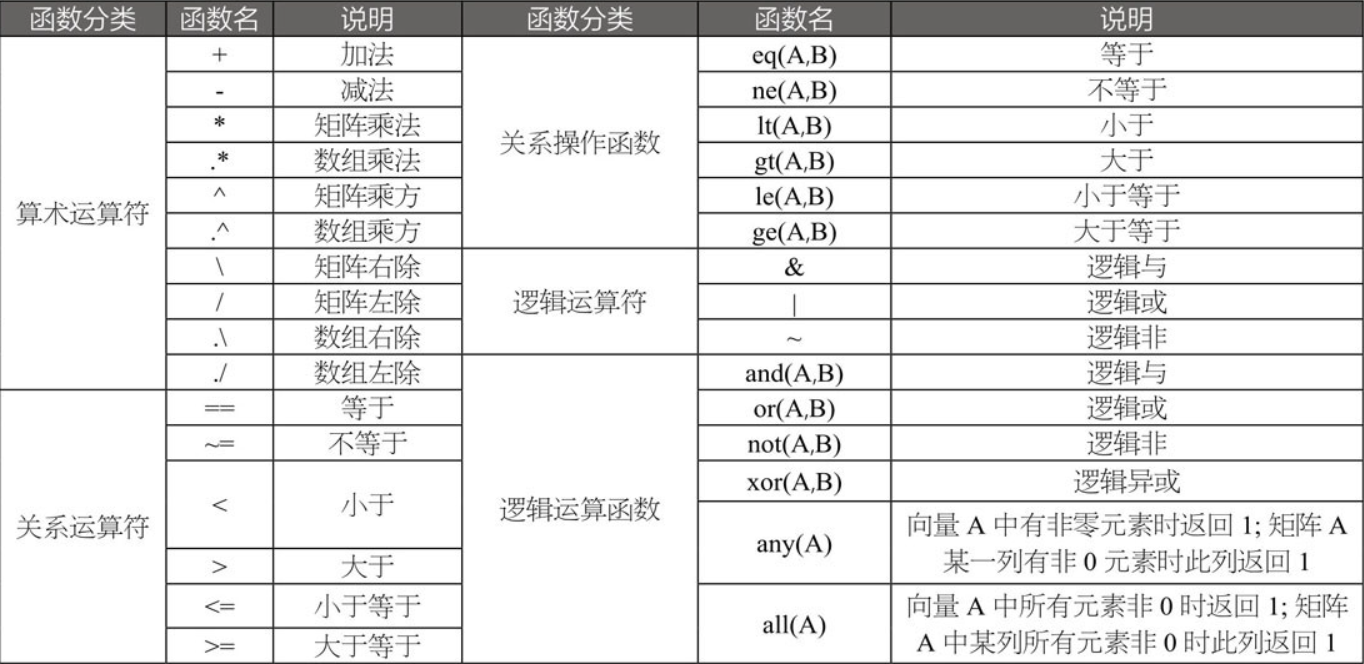 函数分类 函数名 说明 函数分类 函数名 说明
算术运算符 + 加法 关系操作函数 eq(A,B) 等于
- 减法 ne(A,B) 不等于
* 矩阵乘法 lt(A,B) 小于
.* 数组乘法 gt(A,B) 大于
^ 矩阵乘方 le(A,B) 小于等于
.^ 数组乘方 ge(A,B) 大于等于
\ 矩阵右除 逻辑运算符 & 逻辑与
/ 矩阵左除 | 逻辑或
.\ 数组右除 ~ 逻辑非
./ 数组左除 逻辑运算函数 and(A,B) 逻辑与
关系运算符 == 等于 or(A,B) 逻辑或
~= 不等于 not(A,B) 逻辑非
< 小于 xor(A,B) 逻辑异或
any(A) 向量 A 中有非零元素时返回 1; 矩阵 A
某一列有非 0 元素时此列返回 1
> 大于
<= 小于等于 all(A) 向量 A 中所有元素非 0 时返回 1; 矩阵
>= 大于等于 A 中某列所有元素非 0 时此列返回 1